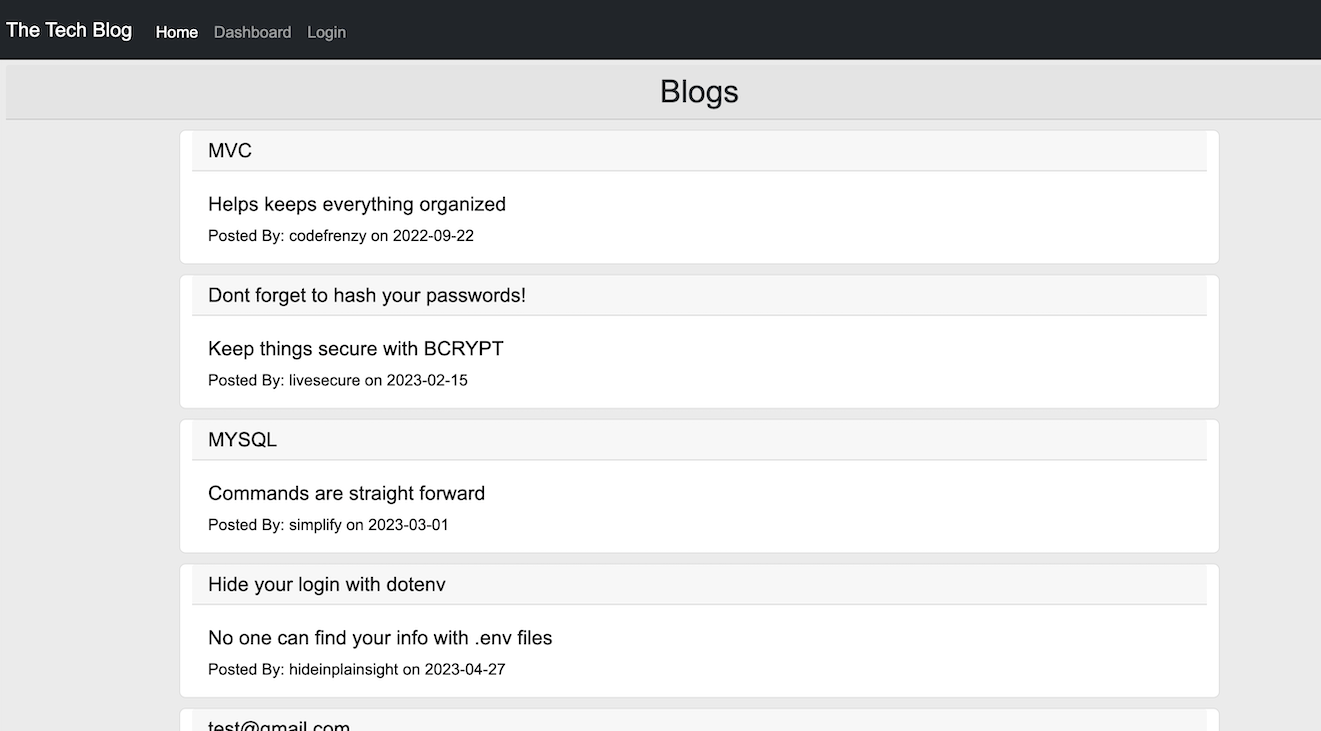 The Tech Blog Home Dashboard Login
Blogs
MVC
Helps keeps everything organized
Posted By: codefrenzy on 2022-09-22
Dont forget to hash your passwords!
Keep things secure with BCRYPT
Posted By: livesecure on 2023-02-15
MYSQL
Commands are straight forward
Posted By: simplify on 2023-03-01
Hide your login with dotenv
No one can find your info with .env files
Posted By: hideinplainsight on 2023-04-27
test@gmail.com